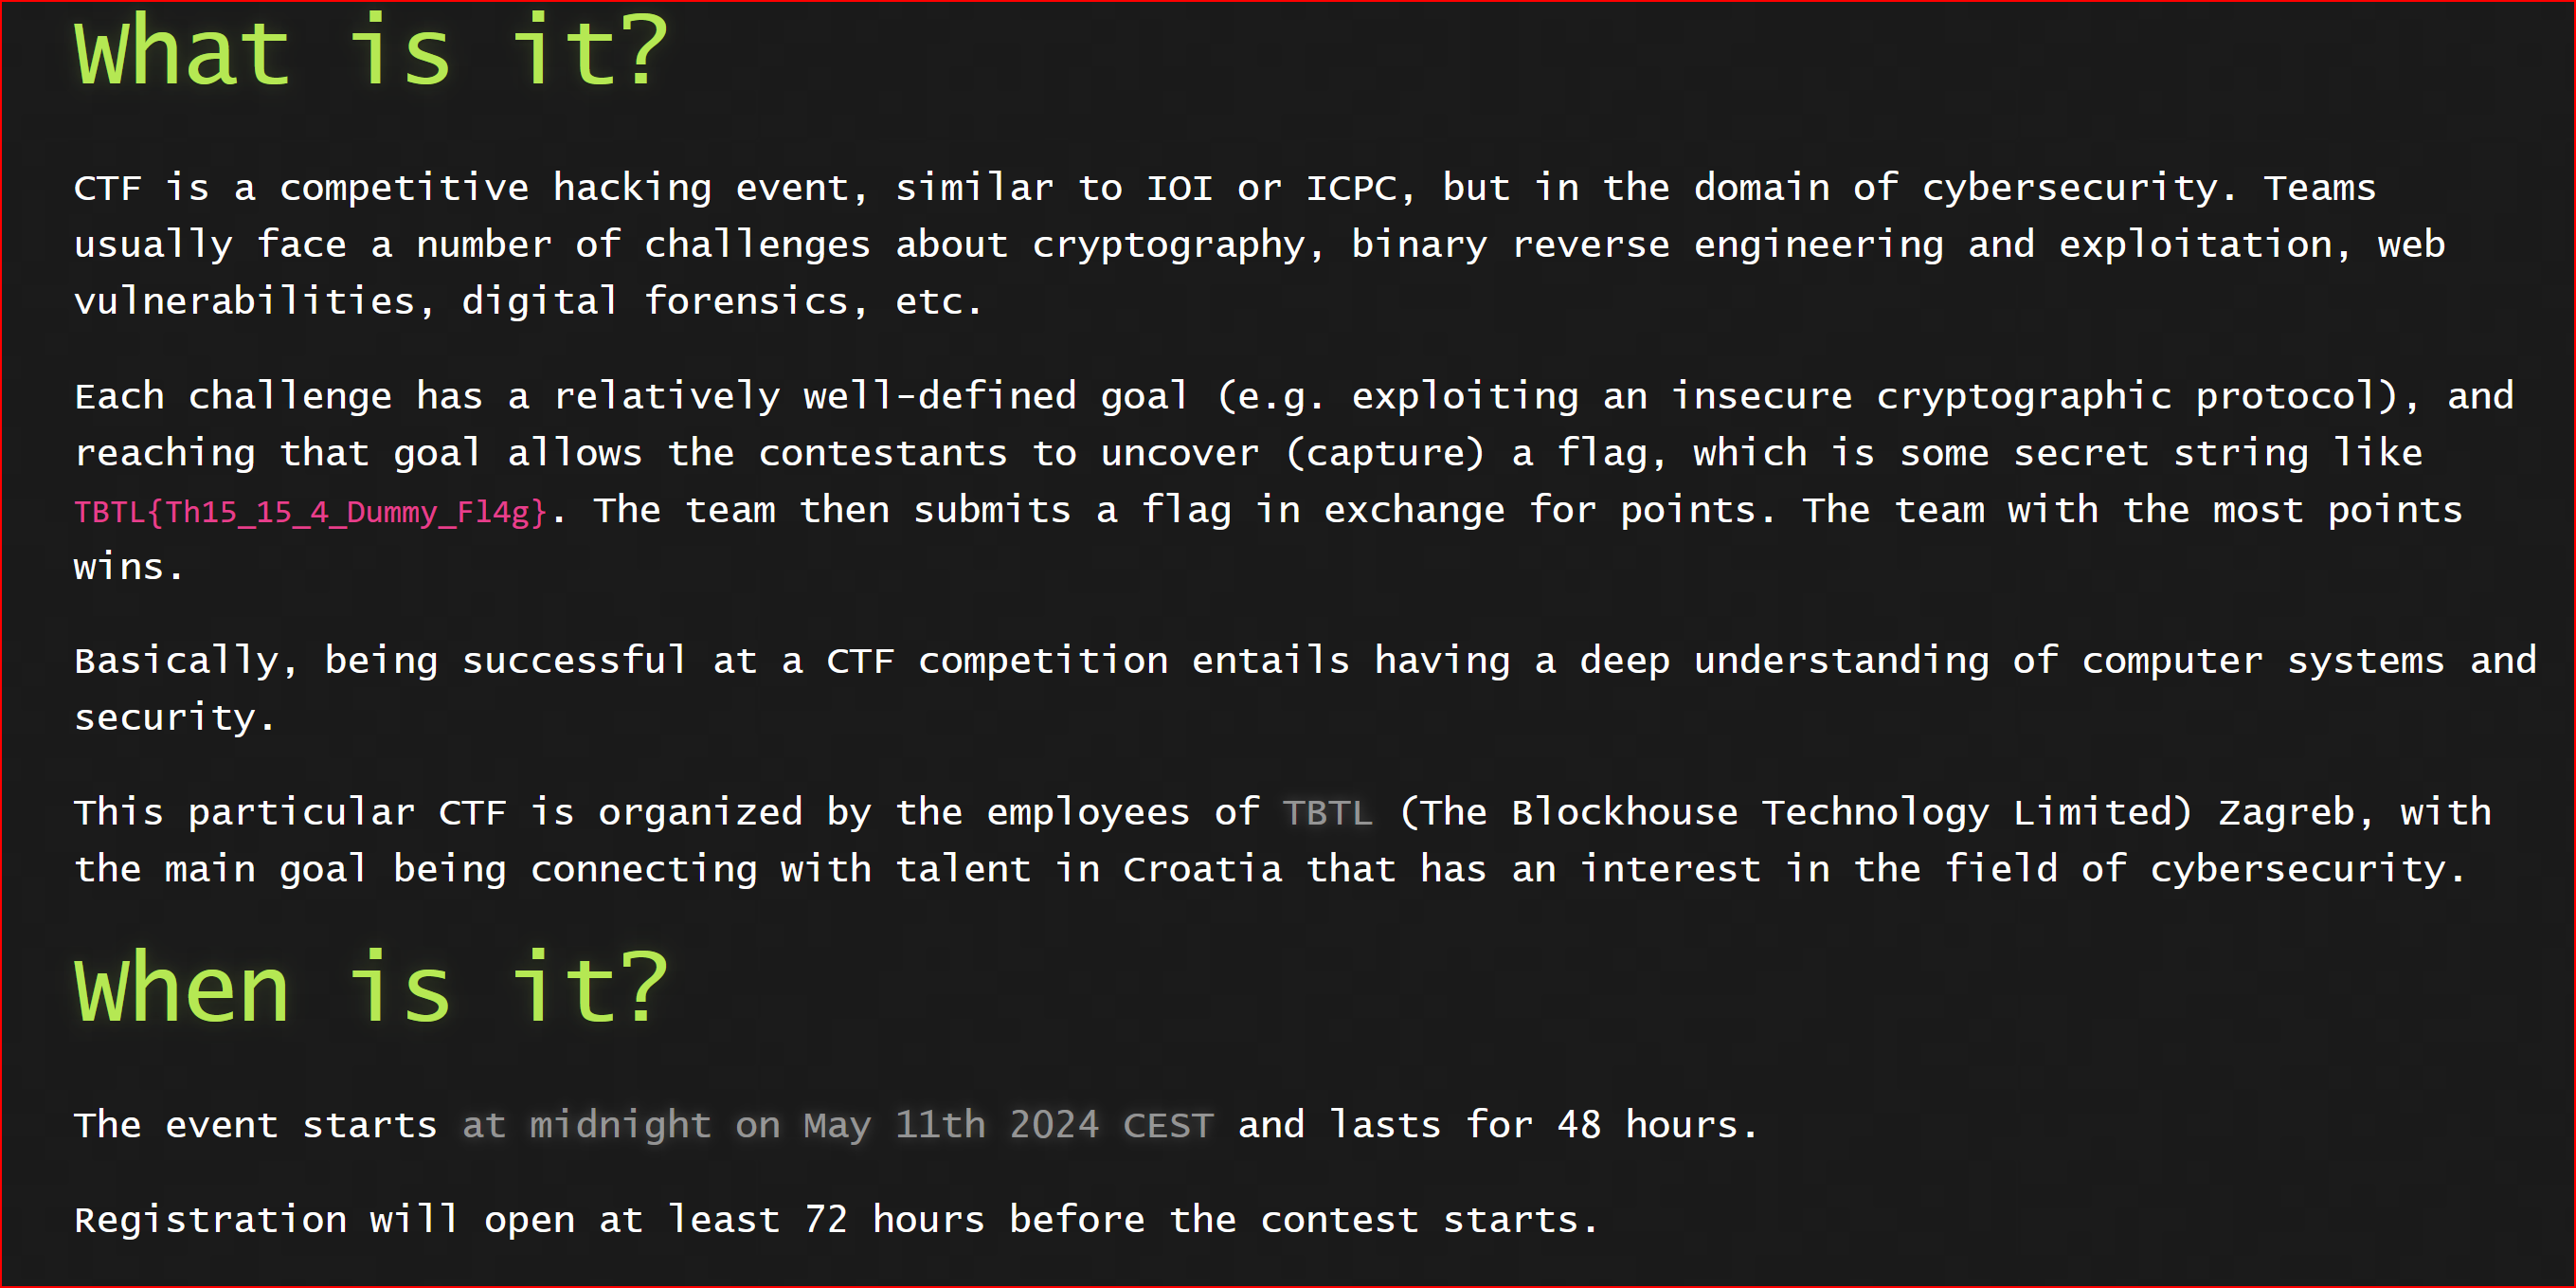 What is it?
CTF is a competitive hacking event, similar to IOI or ICPC, but in the domain of cybersecurity. Teams
usually face a number of challenges about cryptography, binary reverse engineering and exploitation, web
vulnerabilities, digital forensics, etc.
Each challenge has a relatively well-defined goal (e.g. exploiting an insecure cryptographic protocol), and
reaching that goal allows the contestants to uncover (capture) a flag, which is some secret string like
TBTL{Th15_15_4_Dummy_Fl4g}. The team then submits a flag in exchange for points. The team with the most points
wins.
Basically, being successful at a CTF competition entails having a deep understanding of computer systems and
security.
This particular CTF is organized by the employees of TBTL (The Blockhouse Technology Limited) Zagreb, with
the main goal being connecting with talent in Croatia that has an interest in the field of cybersecurity.
When is it?
The event starts at midnight on May 11th 2024 CEST and lasts for 48 hours.
Registration will open at least 72 hours before the contest starts.